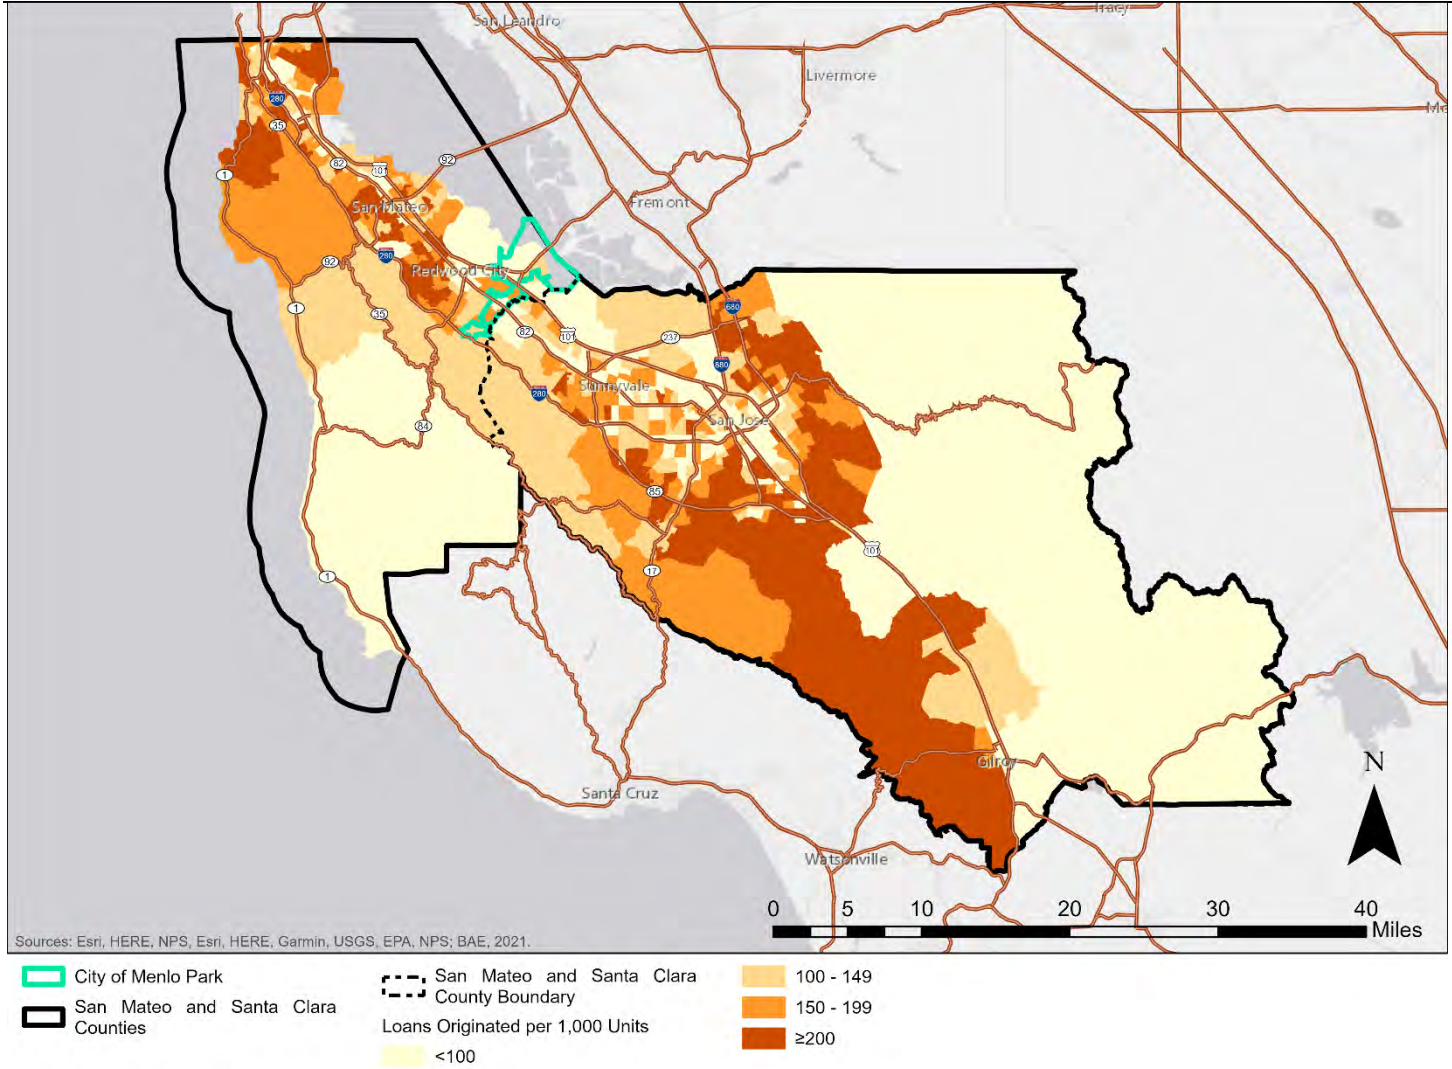 San Leandro
Tracy
Livermore
280
35
82
101
92
1
San Mateo
Fremont
280
92
Redwood City
1
35
680
82
101
237
880
280
Sunnyvale
San Jose
84
85
101
1
17
Gilroy
Santa Cruz
Watsonville
N
0 5 10 20 30 40
Miles
Sources: Esri, HERE, NPS, Esri, HERE, Garmin, USGS, EPA, NPS; BAE, 2021.
City of Menlo Park
San Mateo and Santa Clara
Counties
San Mateo and Santa Clara
County Boundary
Loans Originated per 1,000 Units
<100
100 - 149
150 - 199
≥200